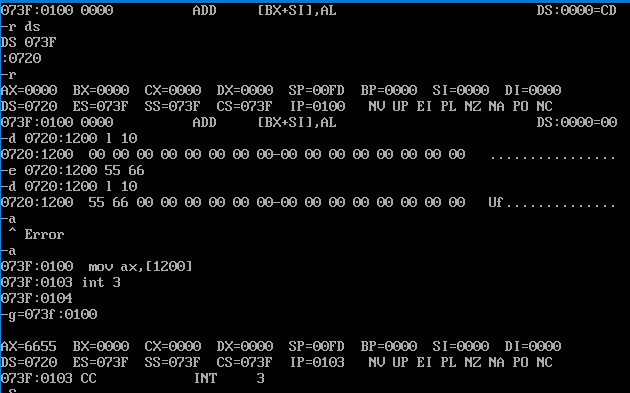 073F:0100 0000          ADD     [BX+SI],AL                         DS:0000=CD
-r ds
DS 073F
:0720
-r
AX=0000  BX=0000  CX=0000  DX=0000  SP=00FD  BP=0000  SI=0000  DI=0000
DS=0720  ES=073F  SS=073F  CS=073F  IP=0100   NV UP EI PL NZ NA PO NC
073F:0100 0000          ADD     [BX+SI],AL                         DS:0000=00
-d 0720:1200 l 10
0720:1200  00 00 00 00 00 00 00 00-00 00 00 00 00 00 00 00   ................
-e 0720:1200 55 66
-d 0720:1200 l 10
0720:1200  55 66 00 00 00 00 00 00-00 00 00 00 00 00 00 00   Uf..............
-a
 ^ Error
-a
073F:0100  mov ax,[1200]
073F:0103 int 3
073F:0104
-g=073f:0100
AX=6655  BX=0000  CX=0000  DX=0000  SP=00FD  BP=0000  SI=0000  DI=0000
DS=0720  ES=073F  SS=073F  CS=073F  IP=0103   NV UP EI PL NZ NA PO NC
073F:0103 CC            INT     3